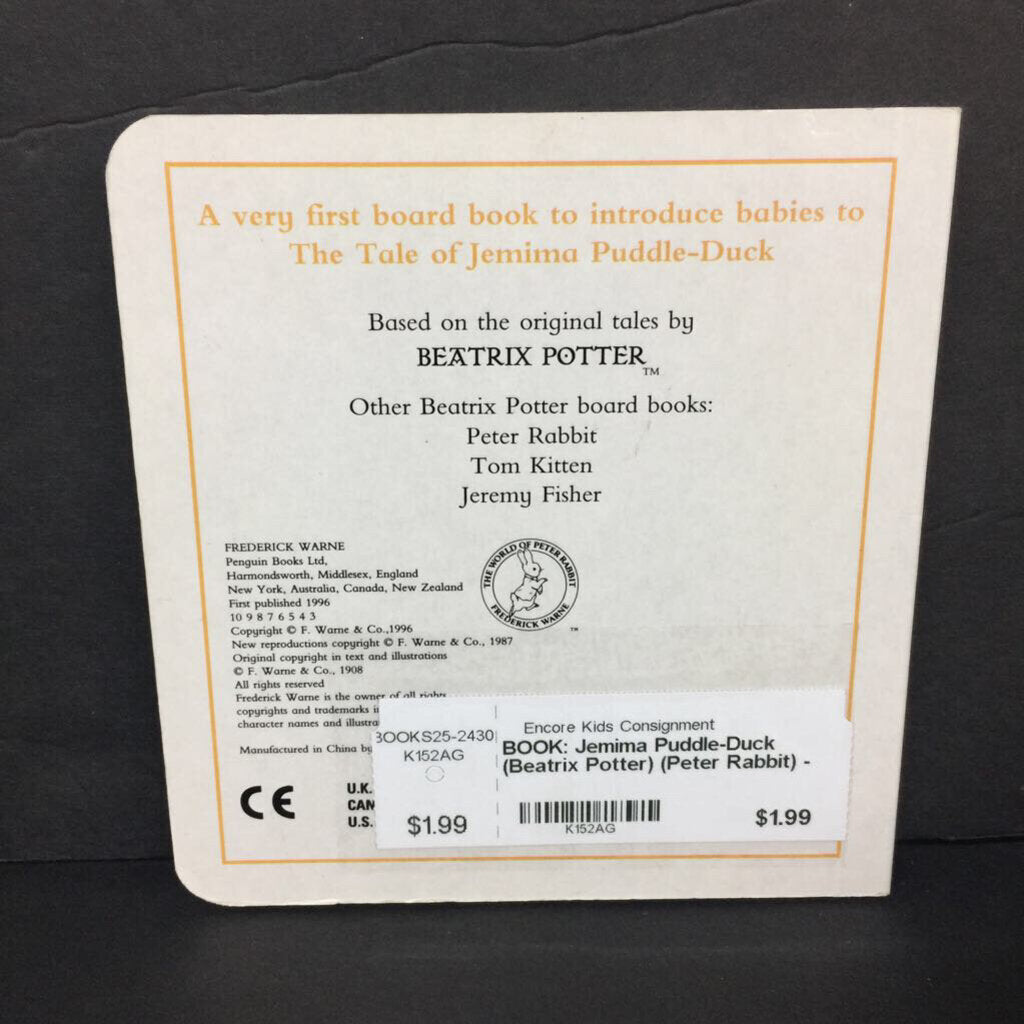 A very first board book to introduce babies to
The Tale of Jemima Puddle-Duck
Based on the original tales by
BEATRIX POTTER™
Other Beatrix Potter board books:
Peter Rabbit
Tom Kitten
Jeremy Fisher
FREDERICK WARNE
Penguin Books Ltd,
Harmondsworth, Middlesex, England
New York, Australia, Canada, New Zealand
First published 1996
10 9 8 7 6 5 4 3
Copyright © F. Warne & Co.,1996
New reproductions copyright © F. Warne & Co., 1987
Original copyright in text and illustrations
© F. Warne & Co., 1908
All rights reserved
Frederick Warne is the owner of all rights
copyrights and trademarks
character names and
Manufactured in China by
THE WORLD OF PETER RABBIT
FREDERICK WARNE
™
CE
U.K.
CAN
U.S.
BOOKS25-2430
K152AG
$1.99
Encore Kids Consignment
BOOK: Jemima Puddle-Duck
(Beatrix Potter) (Peter Rabbit) -
K152AG
$1.99